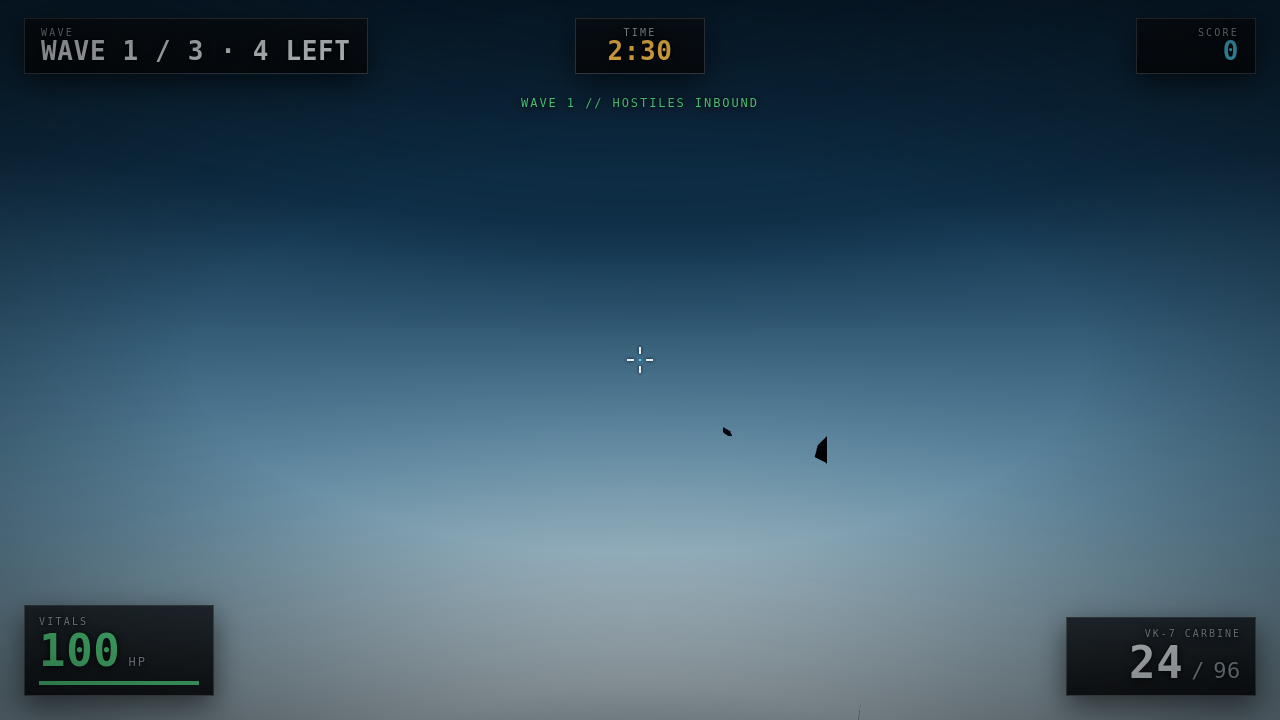 WAVE
WAVE 1 / 3 · 4 LEFT
TIME
2:30
SCORE
0
WAVE 1 // HOSTILES INBOUND
VITALS
100 HP
VK-7 CARBINE
24 / 96